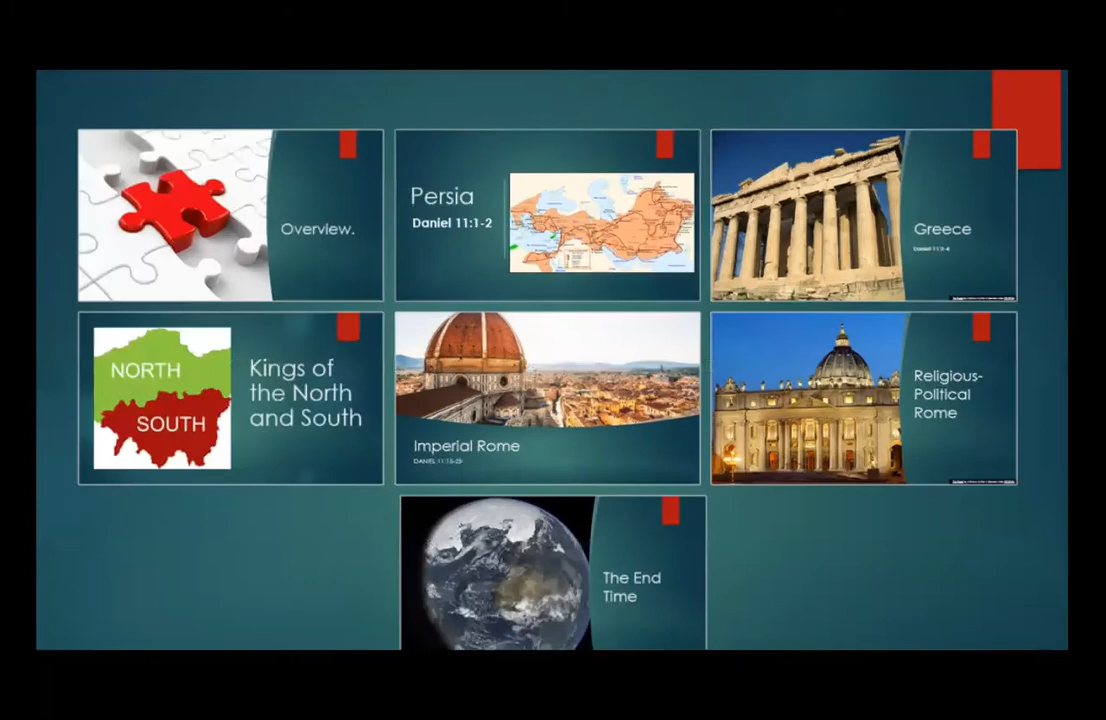 Overview.
Persia
Daniel 11:1-2
Greece
NORTH
SOUTH
Kings of
the North
and South
Imperial Rome
Religious-
Political
Rome
The End
Time